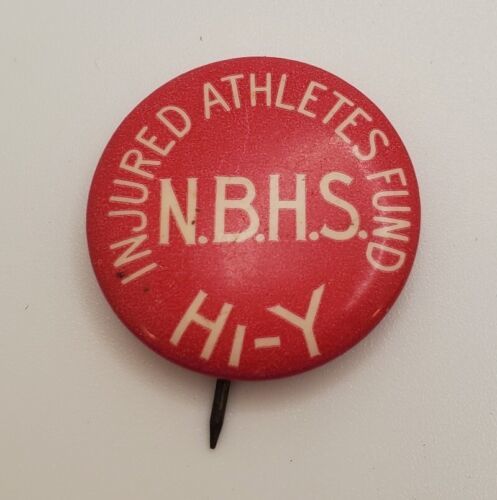 INJURED ATHLETES FUND
N.B.H.S.
HI-Y